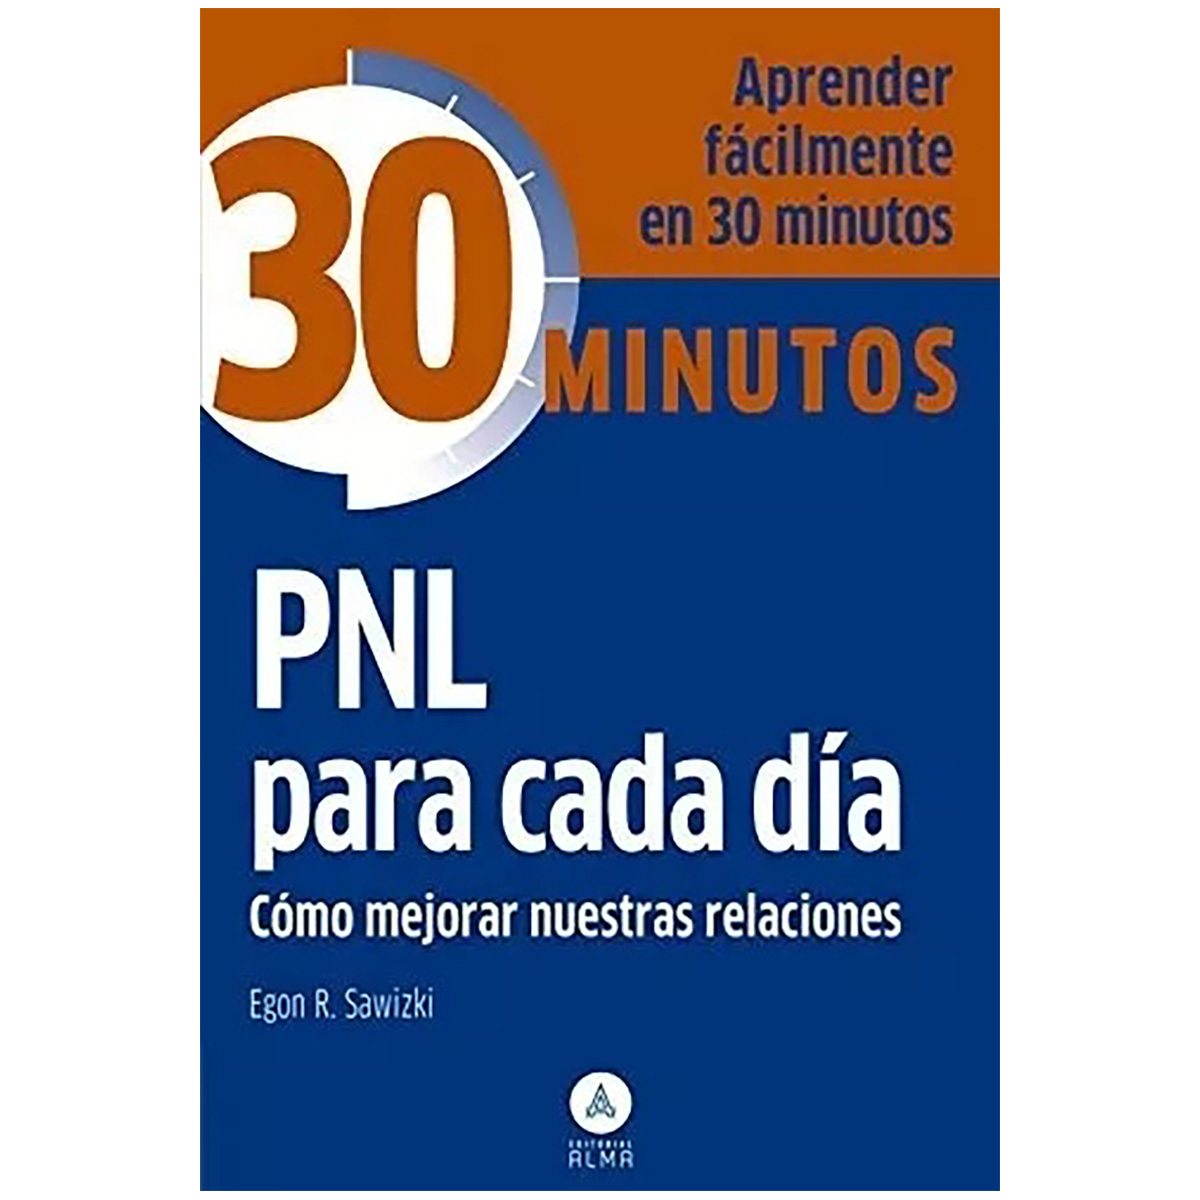 Aprender
fácilmente
en 30 minutos
30
MINUTOS
PNL
para cada día
Cómo mejorar nuestras relaciones
Egon R. Sawizki
EDITORIAL
ALMA